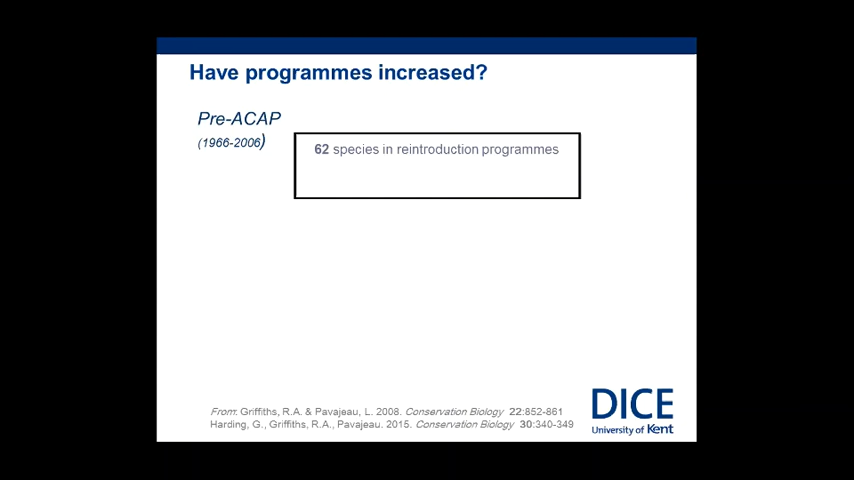 Have programmes increased?
Pre-ACAP
(1966-2006)
62 species in reintroduction programmes
From: Griffiths, R.A. & Pavajeau, L. 2008. Conservation Biology 22:852-861
Harding, G., Griffiths, R.A., Pavajeau. 2015. Conservation Biology 30:340-349
DICE
University of Kent